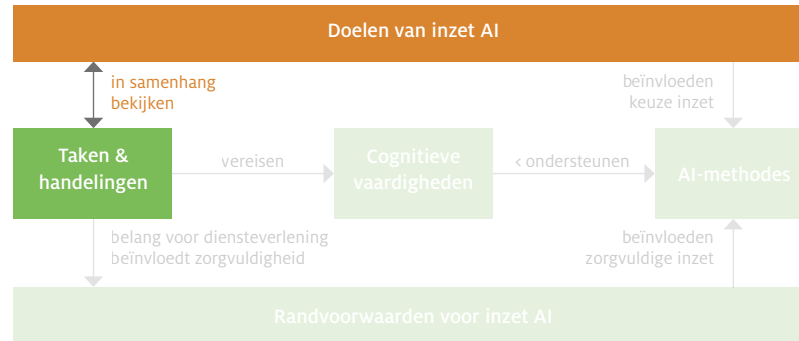 Doelen van inzet AI
in samenhang
bekijken
beïnvloeden
keuze inzet
Taken &
handelingen
vereisen
Cognitieve
vaardigheden
< ondersteunen
AI-methodes
belang voor diensteverlening
beïnvloedt zorgvuldigheid
beïnvloeden
zorgvuldige inzet
Randvoorwaarden voor inzet AI